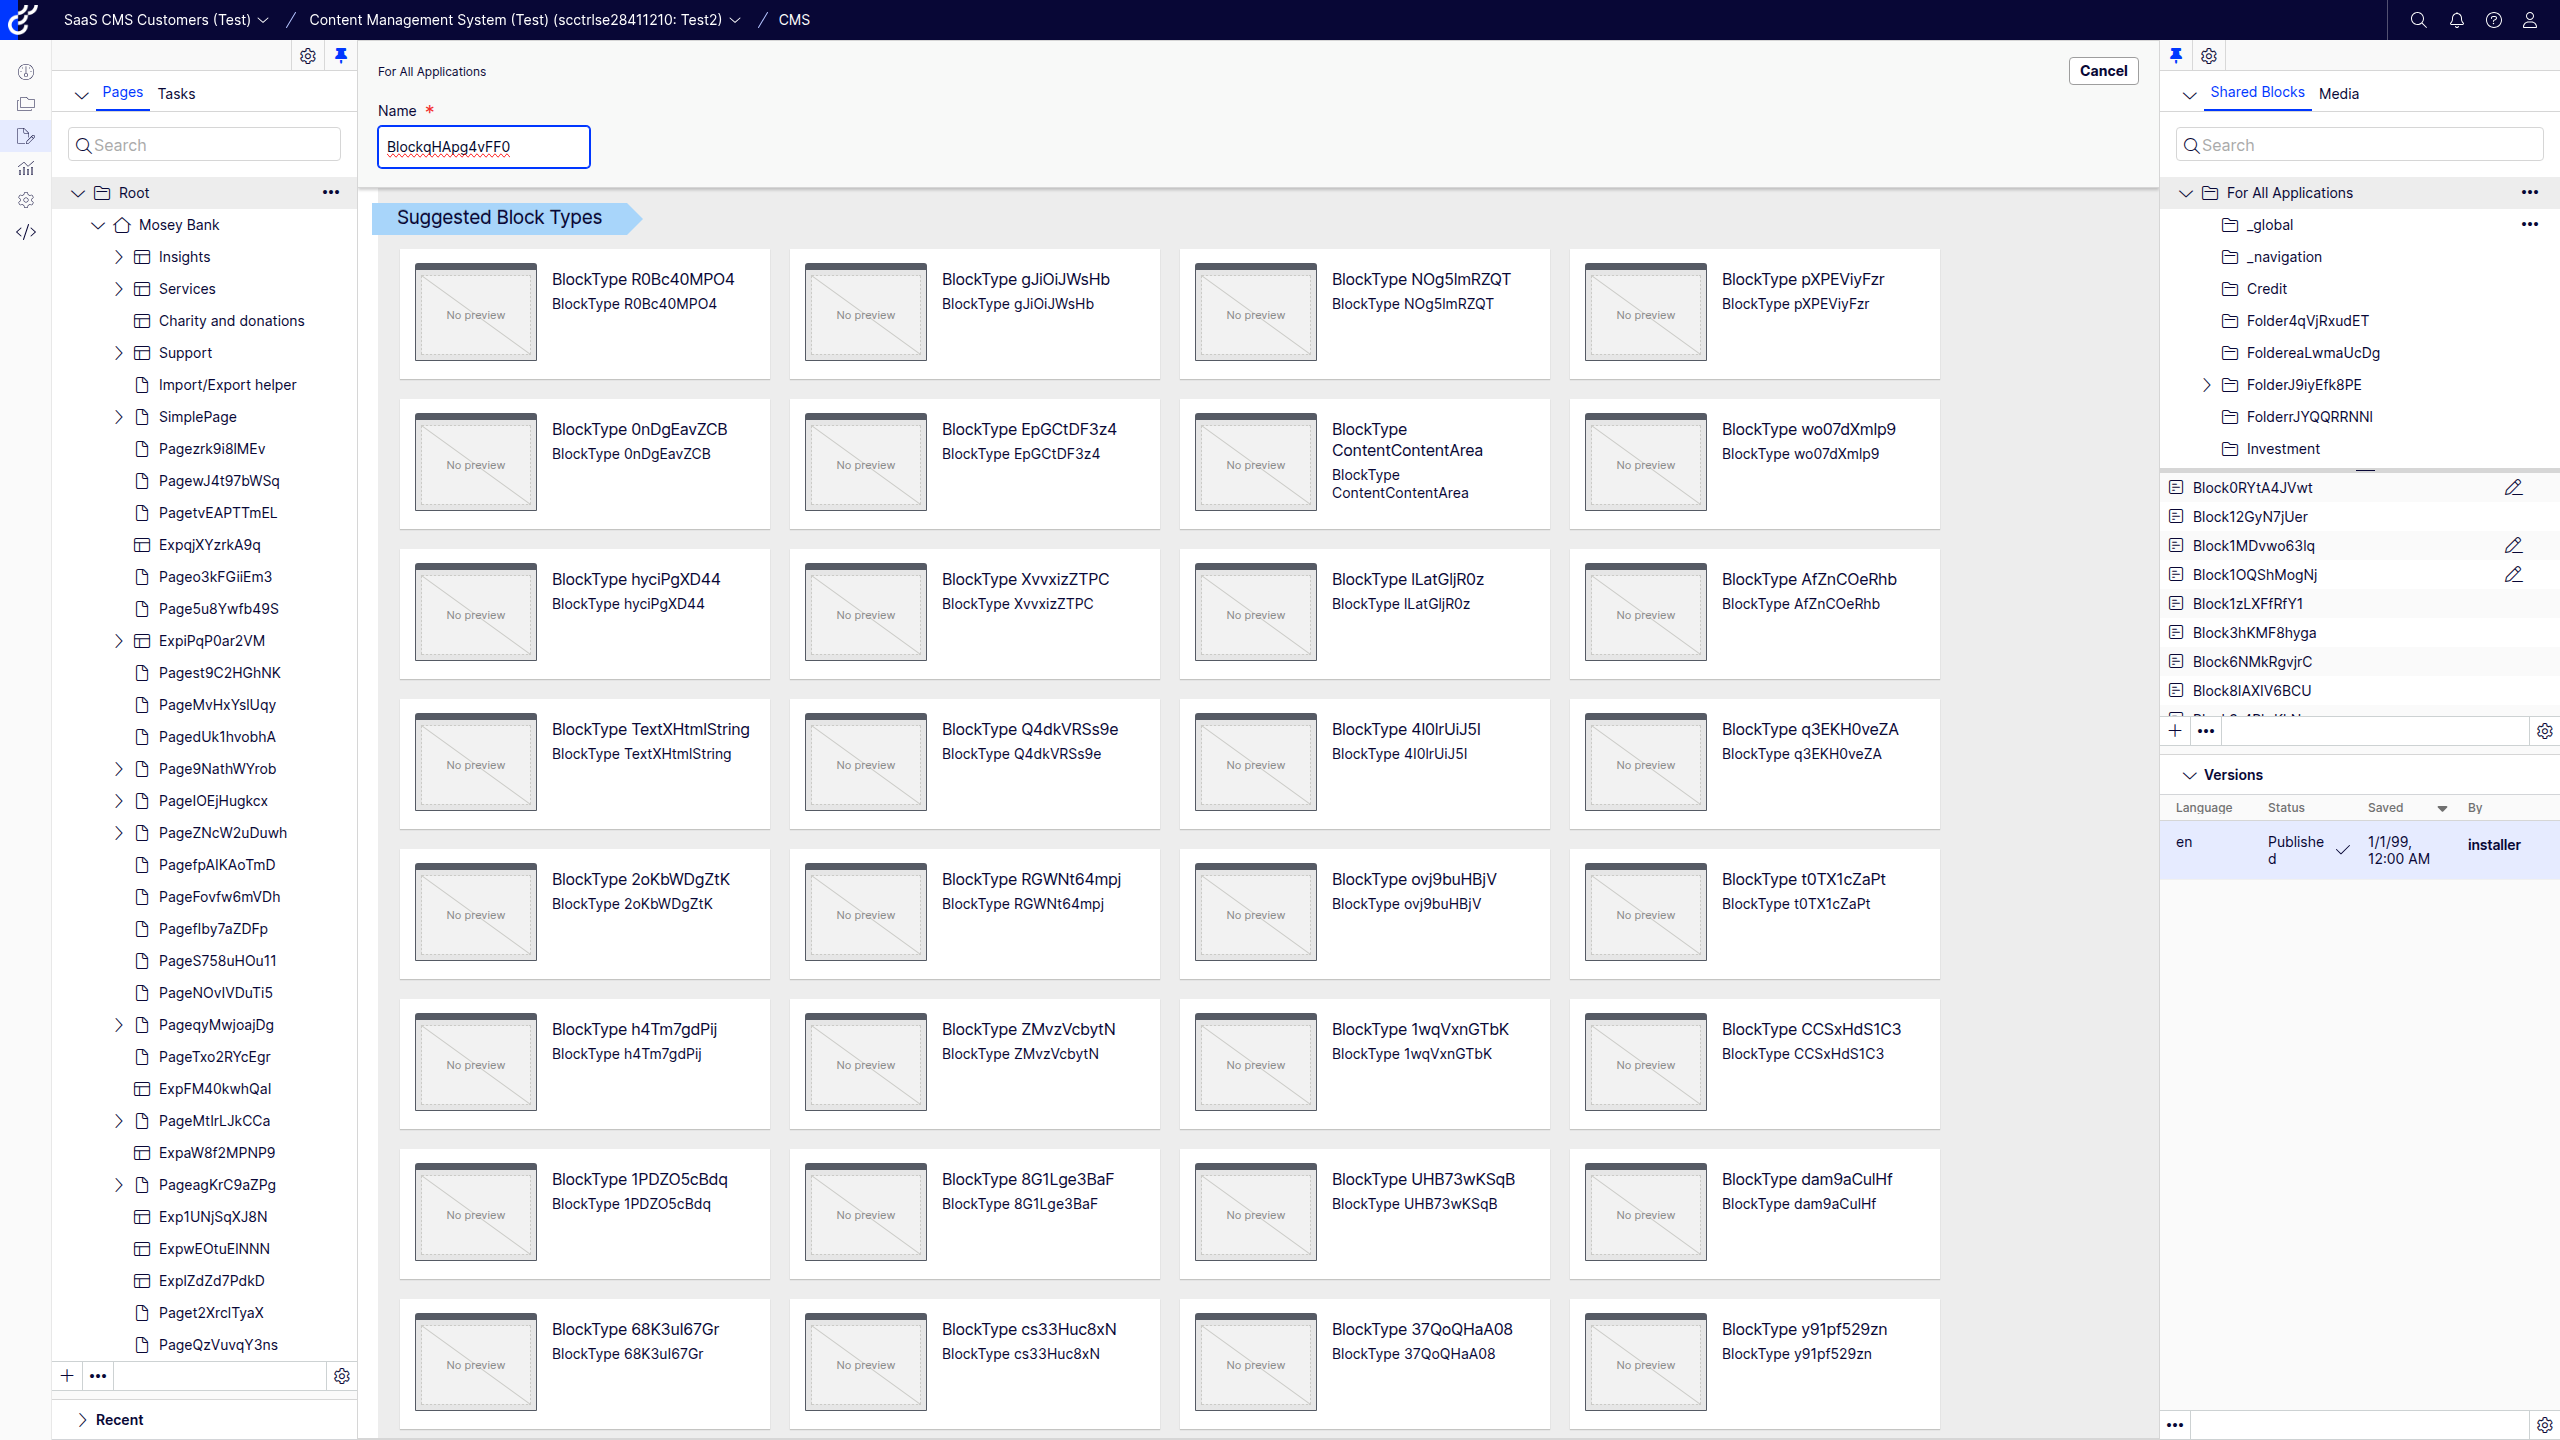 SaaS CMS Customers (Test)
Content Management System (Test) (scctrlse28411210: Test2)
CMS
Pages
Tasks
Search
Root
Mosey Bank
Insights
Services
Charity and donations
Support
Import/Export helper
SimplePage
Pagezrk9i8lMEv
PagewJ4t97bWSq
PagetvEAPTTmEL
ExpqjXYzrkA9q
Pageo3kFGiiEm3
Page5u8Ywfb49S
ExpiPqP0ar2VM
Pagest9C2HGhNK
PageMvHxYslUqy
PagedUk1hvobhA
Page9NathWYrob
PagelOEjHugkcx
PageZNcW2uDuwh
PagefpAlKAoTmD
PageFovfw6mVDh
Pageflby7aZDFp
PageS758uHOu11
PageNOvlVDuTi5
PageqyMwjoajDg
PageTxo2RYcEgr
ExpFM40kwhQal
PageMtlrLJkCCa
ExpaW8f2MPNP9
PageagKrC9aZPg
Exp1UNjSqXJ8N
ExpwEOtuElNNN
ExplZdZd7PdkD
Paget2XrclTyaX
PageQzVuvqY3ns
Recent
For All Applications
Cancel
Name *
BlockqHApg4vFF0
Suggested Block Types
No preview
BlockType R0Bc40MPO4
BlockType R0Bc40MPO4
No preview
BlockType gJiOiJWsHb
BlockType gJiOiJWsHb
No preview
BlockType NOg5lmRZQT
BlockType NOg5lmRZQT
No preview
BlockType pXPEViyFzr
BlockType pXPEViyFzr
No preview
BlockType 0nDgEavZCB
BlockType 0nDgEavZCB
No preview
BlockType EpGCtDF3z4
BlockType EpGCtDF3z4
No preview
BlockType
ContentContentArea
BlockType
ContentContentArea
No preview
BlockType wo07dXmlp9
BlockType wo07dXmlp9
No preview
BlockType hyciPgXD44
BlockType hyciPgXD44
No preview
BlockType XvvxizZTPC
BlockType XvvxizZTPC
No preview
BlockType lLatGljR0z
BlockType lLatGljR0z
No preview
BlockType AfZnCOeRhb
BlockType AfZnCOeRhb
No preview
BlockType TextXHtmlString
BlockType TextXHtmlString
No preview
BlockType Q4dkVRSs9e
BlockType Q4dkVRSs9e
No preview
BlockType 4I0lrUiJ5I
BlockType 4I0lrUiJ5I
No preview
BlockType q3EKH0veZA
BlockType q3EKH0veZA
No preview
BlockType 2oKbWDgZtK
BlockType 2oKbWDgZtK
No preview
BlockType RGWNt64mpj
BlockType RGWNt64mpj
No preview
BlockType ovj9buHBjV
BlockType ovj9buHBjV
No preview
BlockType t0TX1cZaPt
BlockType t0TX1cZaPt
No preview
BlockType h4Tm7gdPij
BlockType h4Tm7gdPij
No preview
BlockType ZMvzVcbytN
BlockType ZMvzVcbytN
No preview
BlockType 1wqVxnGTbK
BlockType 1wqVxnGTbK
No preview
BlockType CCSxHdS1C3
BlockType CCSxHdS1C3
No preview
BlockType 1PDZO5cBdq
BlockType 1PDZO5cBdq
No preview
BlockType 8G1Lge3BaF
BlockType 8G1Lge3BaF
No preview
BlockType UHB73wKSqB
BlockType UHB73wKSqB
No preview
BlockType dam9aCulHf
BlockType dam9aCulHf
No preview
BlockType 68K3ul67Gr
BlockType 68K3ul67Gr
No preview
BlockType cs33Huc8xN
BlockType cs33Huc8xN
No preview
BlockType 37QoQHaA08
BlockType 37QoQHaA08
No preview
BlockType y91pf529zn
BlockType y91pf529zn
Shared Blocks
Media
Search
For All Applications
_global
_navigation
Credit
Folder4qVjRxudET
FoldereaLwmaUcDg
FolderJ9iyEfk8PE
FolderrJYQQRRNNI
Investment
Block0RYtA4JVwt
Block12GyN7jUer
Block1MDvwo63lq
Block1OQShMogNj
Block1zLXFfRfY1
Block3hKMF8hyga
Block6NMkRgvjrC
Block8lAXlV6BCU
Versions
Language
Status
Saved
By
en
Publishe
d
1/1/99,
12:00 AM
installer